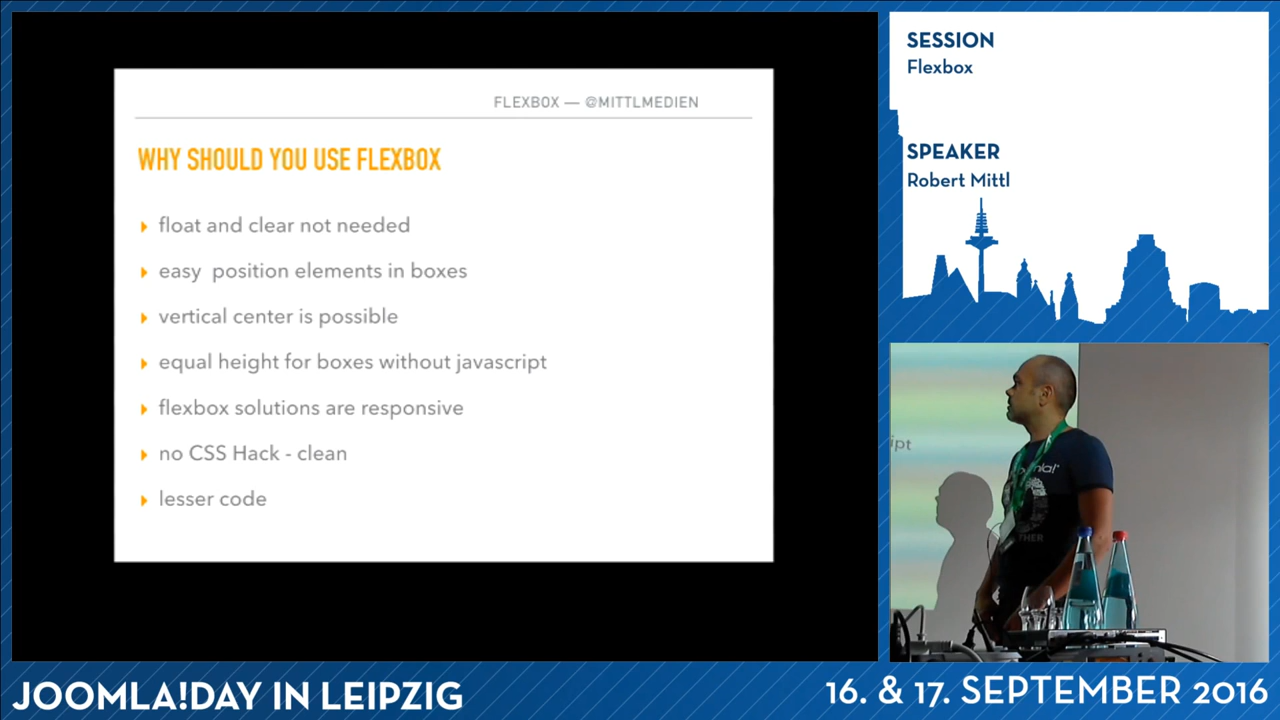 FLEXBOX — @MITTLMEDIEN
WHY SHOULD YOU USE FLEXBOX
float and clear not needed
easy position elements in boxes
vertical center is possible
equal height for boxes without javascript
flexbox solutions are responsive
no CSS Hack - clean
lesser code
SESSION
Flexbox
SPEAKER
Robert Mittl
JOOMLA!DAY IN LEIPZIG
16. & 17. SEPTEMBER 2016